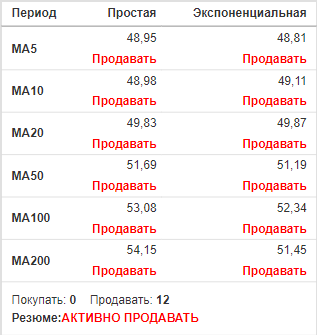 Период Простая Экспоненциальная
MA5 48,95 48,81
Продавать Продавать
MA10 48,98 49,11
Продавать Продавать
MA20 49,83 49,87
Продавать Продавать
MA50 51,69 51,19
Продавать Продавать
MA100 53,08 52,34
Продавать Продавать
MA200 54,15 51,45
Продавать Продавать
Покупать: 0 Продавать: 12
Резюме:АКТИВНО ПРОДАВАТЬ